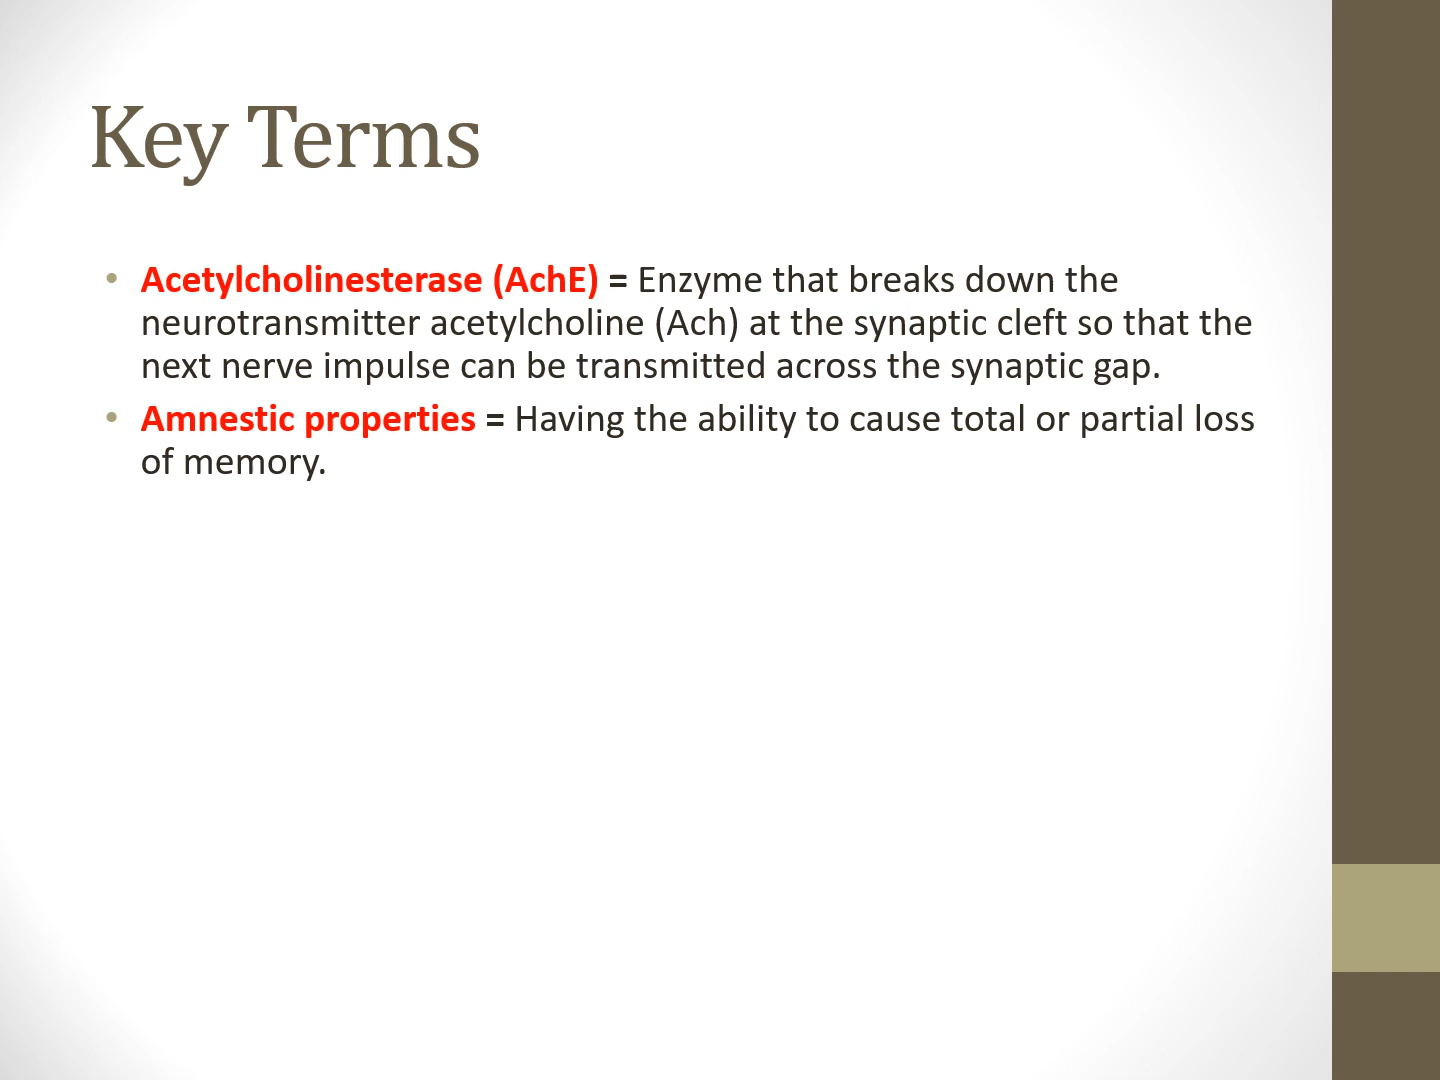 Key Terms
• Acetylcholinesterase (AchE) = Enzyme that breaks down the
neurotransmitter acetylcholine (Ach) at the synaptic cleft so that the
next nerve impulse can be transmitted across the synaptic gap.
• Amnestic properties = Having the ability to cause total or partial loss
of memory.